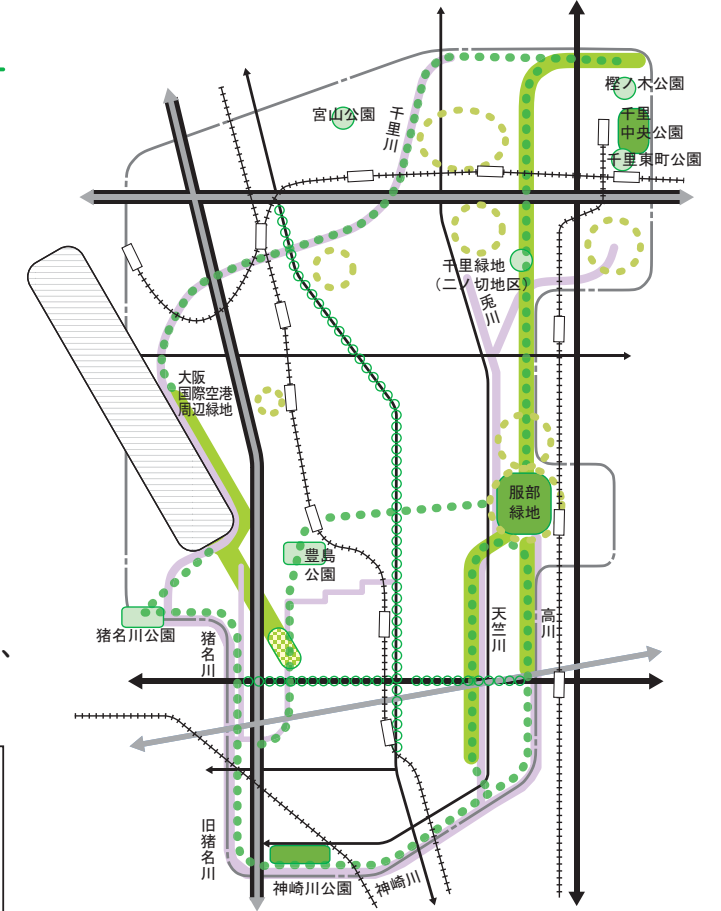 樫ノ木公園
宮山公園
千里川
千里
中央公園
千里東町公園
千里緑地
（二ノ切地区）
兎川
大阪
国際空港
周辺緑地
服部
緑地
豊島
公園
猪名川公園
猪名川
天竺川
高川
、
旧猪名川
神崎川公園
神崎川